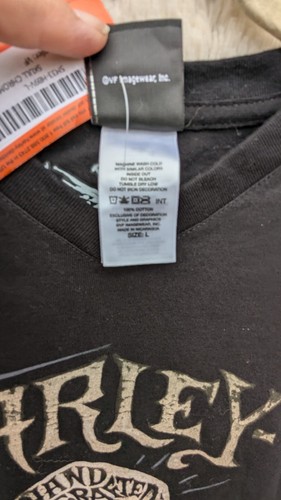 SKULL CHROM
©VF Imagewear, Inc.
MACHINE WASH COLD
WITH SIMILAR COLORS
INSIDE OUT
DO NOT BLEACH
TUMBLE DRY LOW
DO NOT IRON DECORATION
INT
100% COTTON
EXCLUSIVE OF DECORATION
STYLE AND GRAPHICS
©VF IMAGEWEAR, INC.
MADE IN NICARAGUA
SIZE: L
ARLEY-